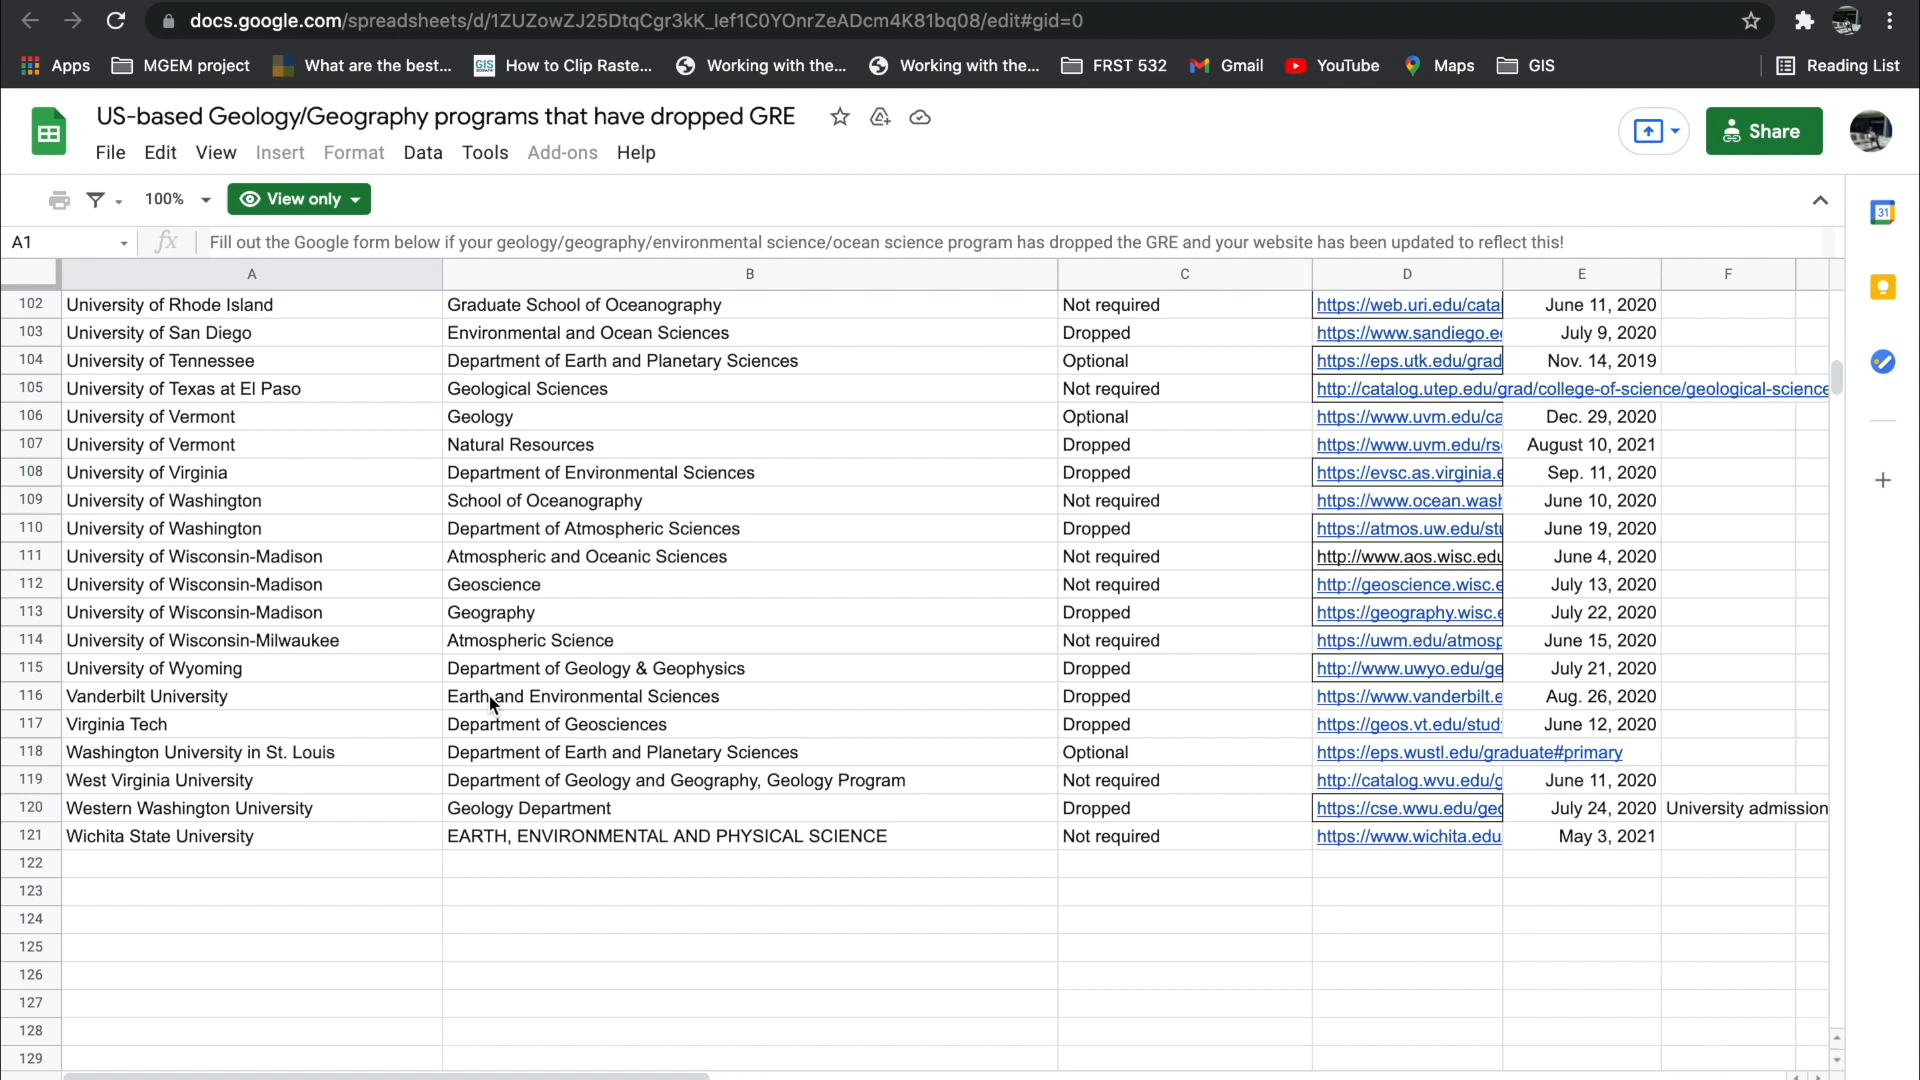 docs.google.com/spreadsheets/d/1ZUZowZJ25DtqCgr3kK_Ief1C0YOnrZeADcm4K81bq08/edit#gid=0
Apps MGEM project What are the best... How to Clip Raste... Working with the... Working with the... FRST 532 Gmail YouTube Maps GIS Reading List
US-based Geology/Geography programs that have dropped GRE
Share
File Edit View Insert Format Data Tools Add-ons Help
100% View only
31
A1 fx Fill out the Google form below if your geology/geography/environmental science/ocean science program has dropped the GRE and your website has been updated to reflect this!
A B C D E F
102 University of Rhode Island Graduate School of Oceanography Not required https://web.uri.edu/catal June 11, 2020
103 University of San Diego Environmental and Ocean Sciences Dropped https://www.sandiego.e July 9, 2020
104 University of Tennessee Department of Earth and Planetary Sciences Optional https://eps.utk.edu/grad Nov. 14, 2019
105 University of Texas at El Paso Geological Sciences Not required http://catalog.utep.edu/grad/college-of-science/geological-science
106 University of Vermont Geology Optional https://www.uvm.edu/ca Dec. 29, 2020
107 University of Vermont Natural Resources Dropped https://www.uvm.edu/rs August 10, 2021
108 University of Virginia Department of Environmental Sciences Dropped https://evsc.as.virginia.e Sep. 11, 2020
109 University of Washington School of Oceanography Not required https://www.ocean.wash June 10, 2020
110 University of Washington Department of Atmospheric Sciences Dropped https://atmos.uw.edu/stu June 19, 2020
111 University of Wisconsin-Madison Atmospheric and Oceanic Sciences Not required http://www.aos.wisc.edu June 4, 2020
112 University of Wisconsin-Madison Geoscience Not required http://geoscience.wisc.e July 13, 2020
113 University of Wisconsin-Madison Geography Dropped https://geography.wisc.e July 22, 2020
114 University of Wisconsin-Milwaukee Atmospheric Science Not required https://uwm.edu/atmosp June 15, 2020
115 University of Wyoming Department of Geology & Geophysics Dropped http://www.uwyo.edu/ge July 21, 2020
116 Vanderbilt University Earth and Environmental Sciences Dropped https://www.vanderbilt.e Aug. 26, 2020
117 Virginia Tech Department of Geosciences Dropped https://geos.vt.edu/stud June 12, 2020
118 Washington University in St. Louis Department of Earth and Planetary Sciences Optional https://eps.wustl.edu/graduate#primary
119 West Virginia University Department of Geology and Geography, Geology Program Not required http://catalog.wvu.edu/g June 11, 2020
120 Western Washington University Geology Department Dropped https://cse.wwu.edu/geo July 24, 2020 University admission
121 Wichita State University EARTH, ENVIRONMENTAL AND PHYSICAL SCIENCE Not required https://www.wichita.edu May 3, 2021
122
123
124
125
126
127
128
129